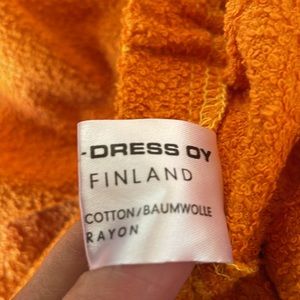 -DRESS OY
FINLAND
COTTON/BAUMWOLLE
RAYON